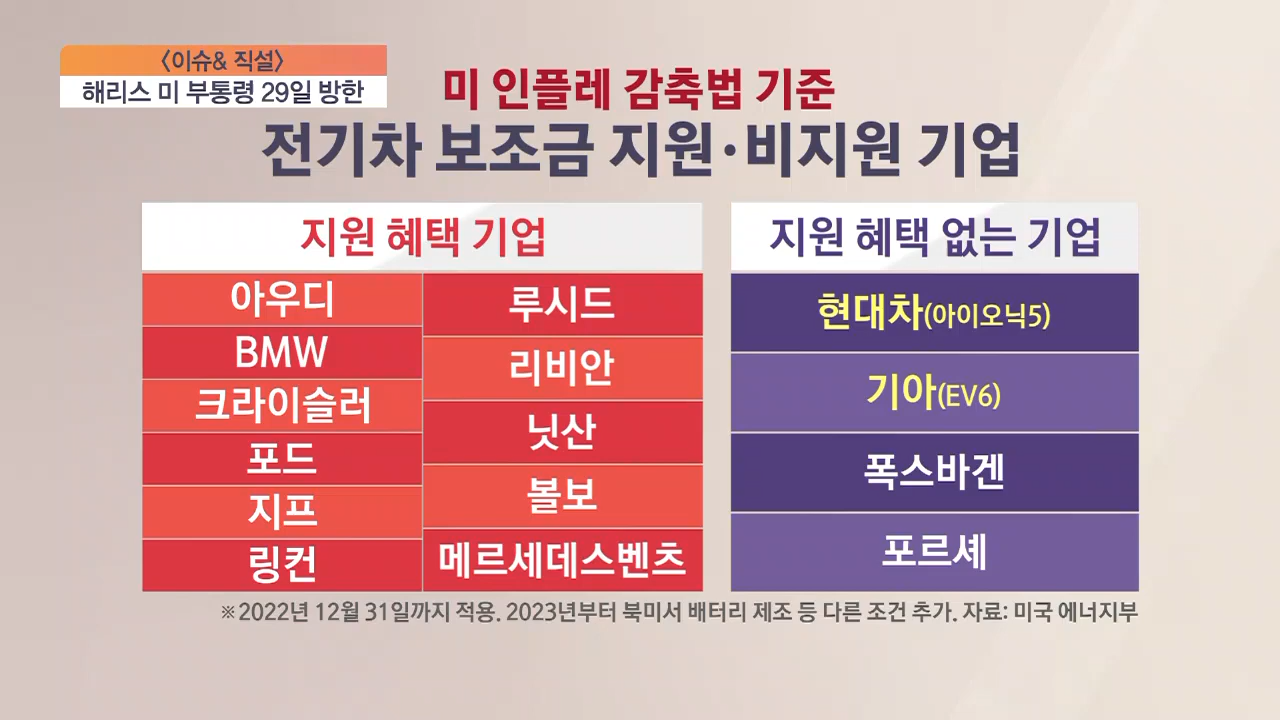 〈이슈& 직설〉
해리스 미 부통령 29일 방한
미 인플레 감축법 기준
전기차 보조금 지원·비지원 기업
지원 혜택 기업
아우디
BMW
크라이슬러
포드
지프
링컨
루시드
리비안
닛산
볼보
메르세데스벤츠
지원 혜택 없는 기업
현대차(아이오닉5)
기아(EV6)
폭스바겐
포르셰
※2022년 12월 31일까지 적용. 2023년부터 북미서 배터리 제조 등 다른 조건 추가. 자료: 미국 에너지부